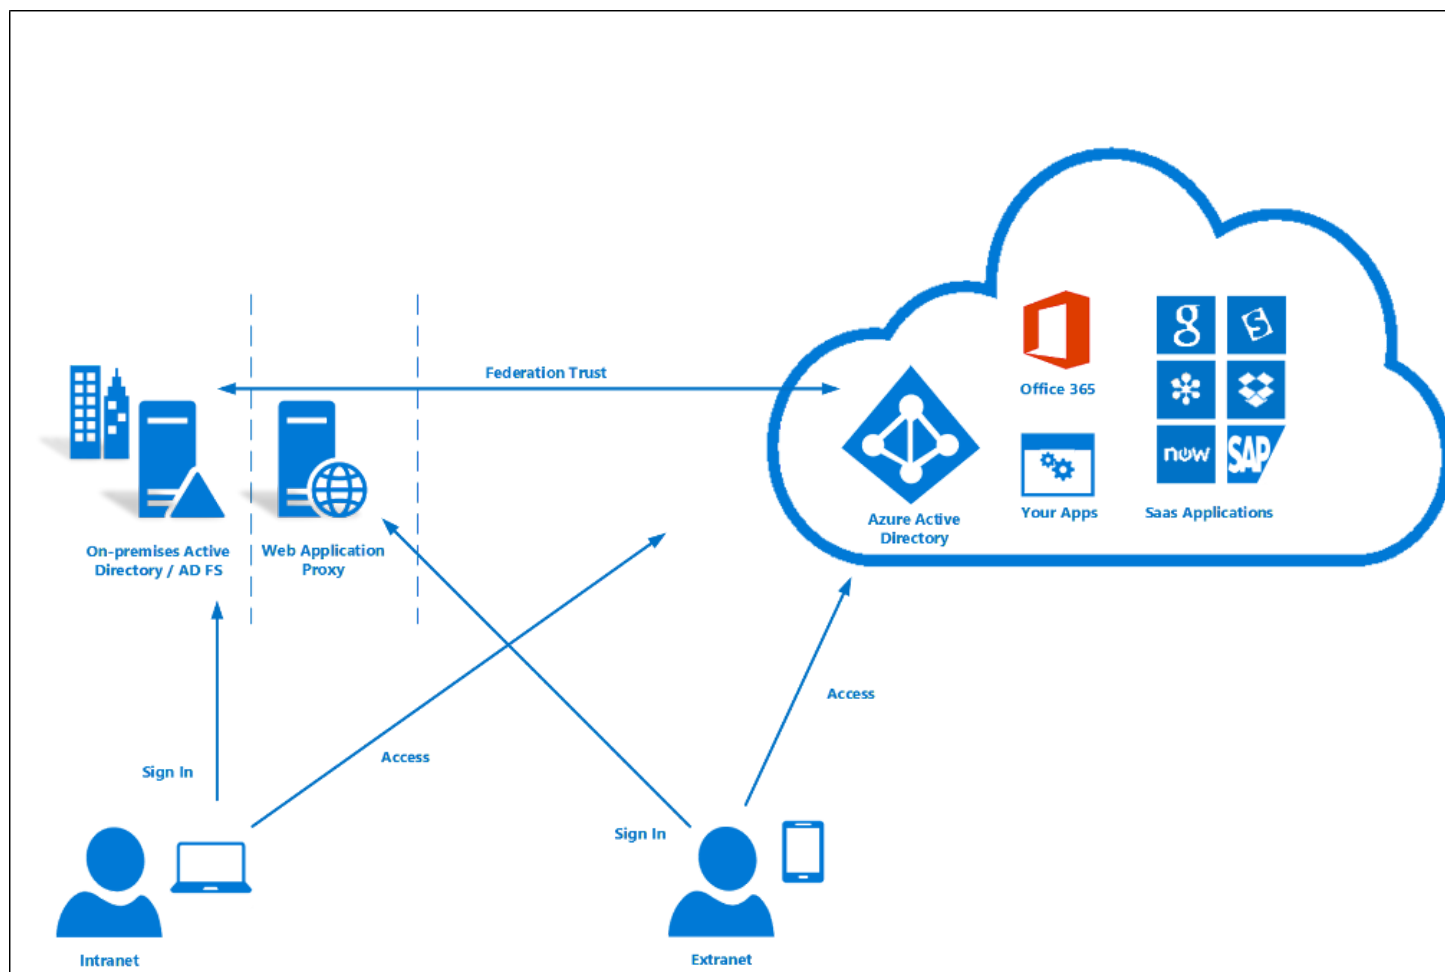 Federation Trust
Office 365
now
SAP
On-premises Active
Directory / AD FS
Web Application
Proxy
Azure Active
Directory
Your Apps
Saas Applications
Sign In
Access
Sign In
Access
Intranet
Extranet
g
S